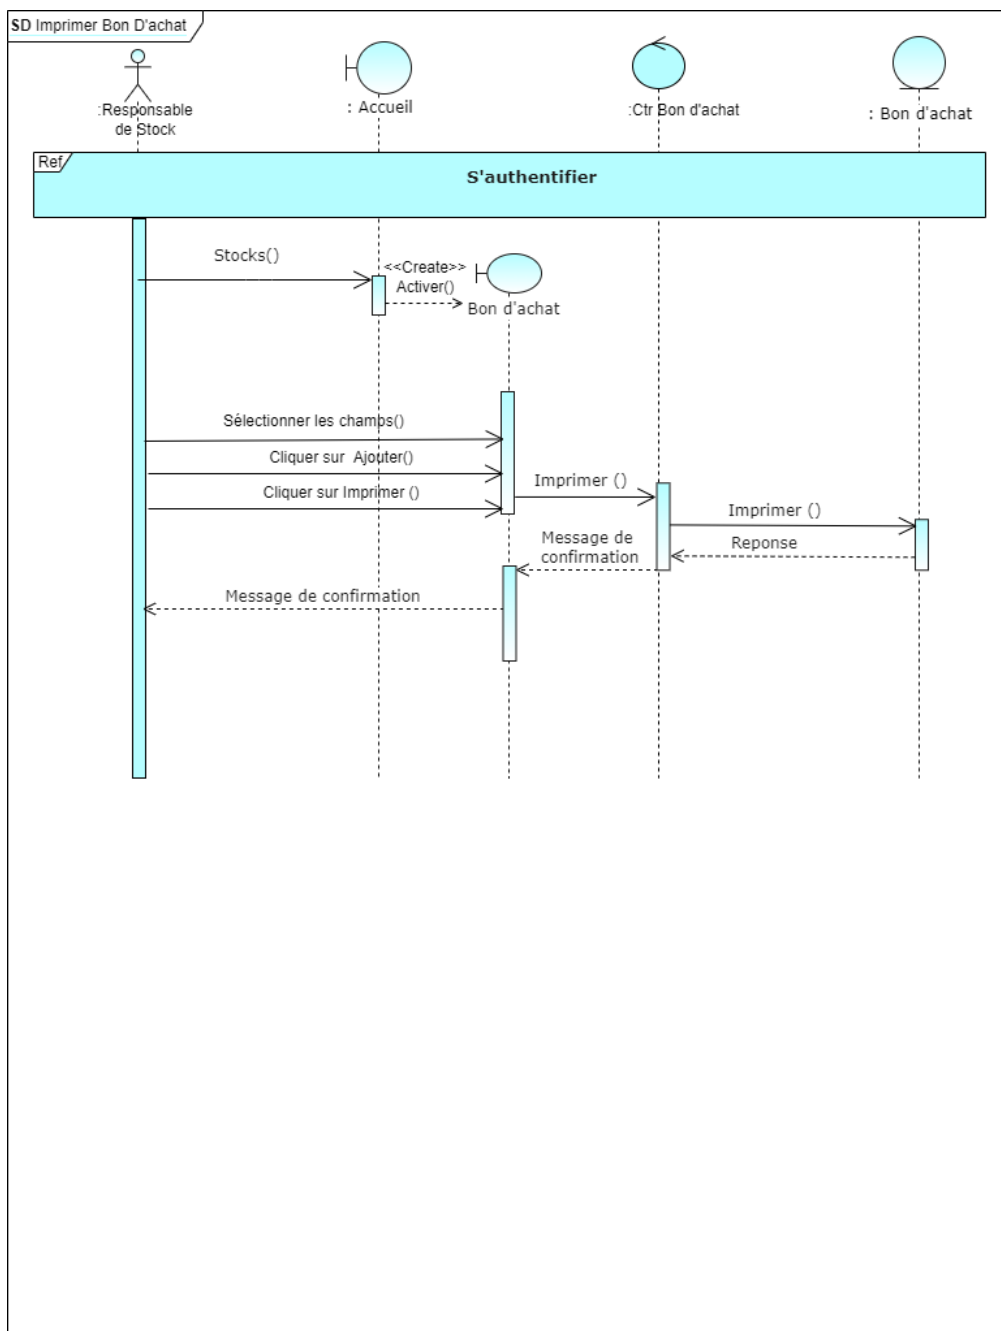 SD Imprimer Bon D'achat
:Responsable
de Stock
: Accueil
:Ctr Bon d'achat
: Bon d'achat
Ref
S'authentifier
Stocks()
<<Create>>
Activer()
Bon d'achat
Sélectionner les champs()
Cliquer sur Ajouter()
Cliquer sur Imprimer ()
Imprimer ()
Imprimer ()
Reponse
Message de
confirmation
Message de confirmation